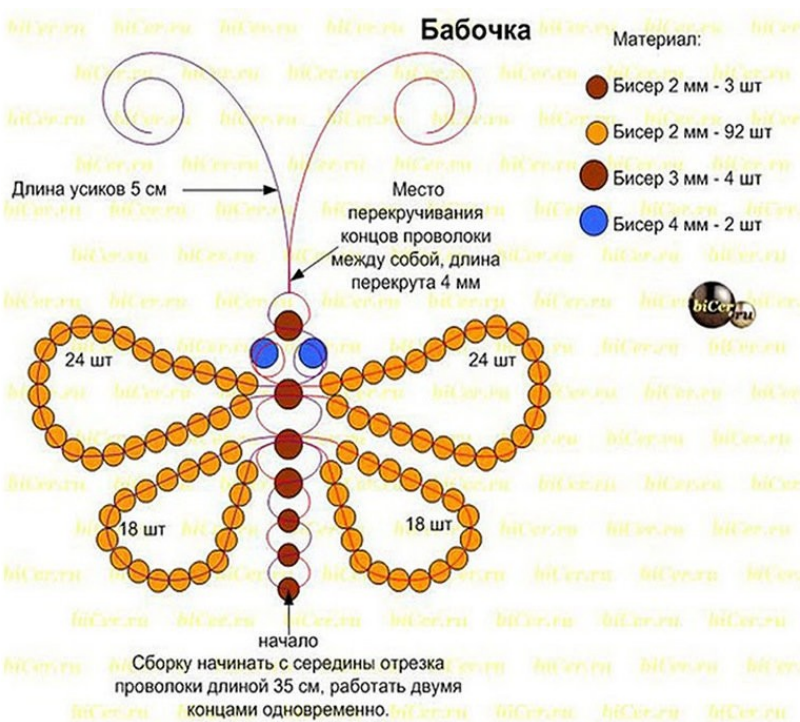 Бабочка
Материал:
Бисер 2 мм - 3 шт
Бисер 2 мм - 92 шт
Бисер 3 мм - 4 шт
Бисер 4 мм - 2 шт
Длина усиков 5 см
Место
перекручивания
концов проволоки
между собой, длина
перекрута 4 мм
biCer.ru
24 шт
24 шт
18 шт
18 шт
начало
Сборку начинать с середины отрезка
проволоки длиной 35 см, работать двумя
концами одновременно.